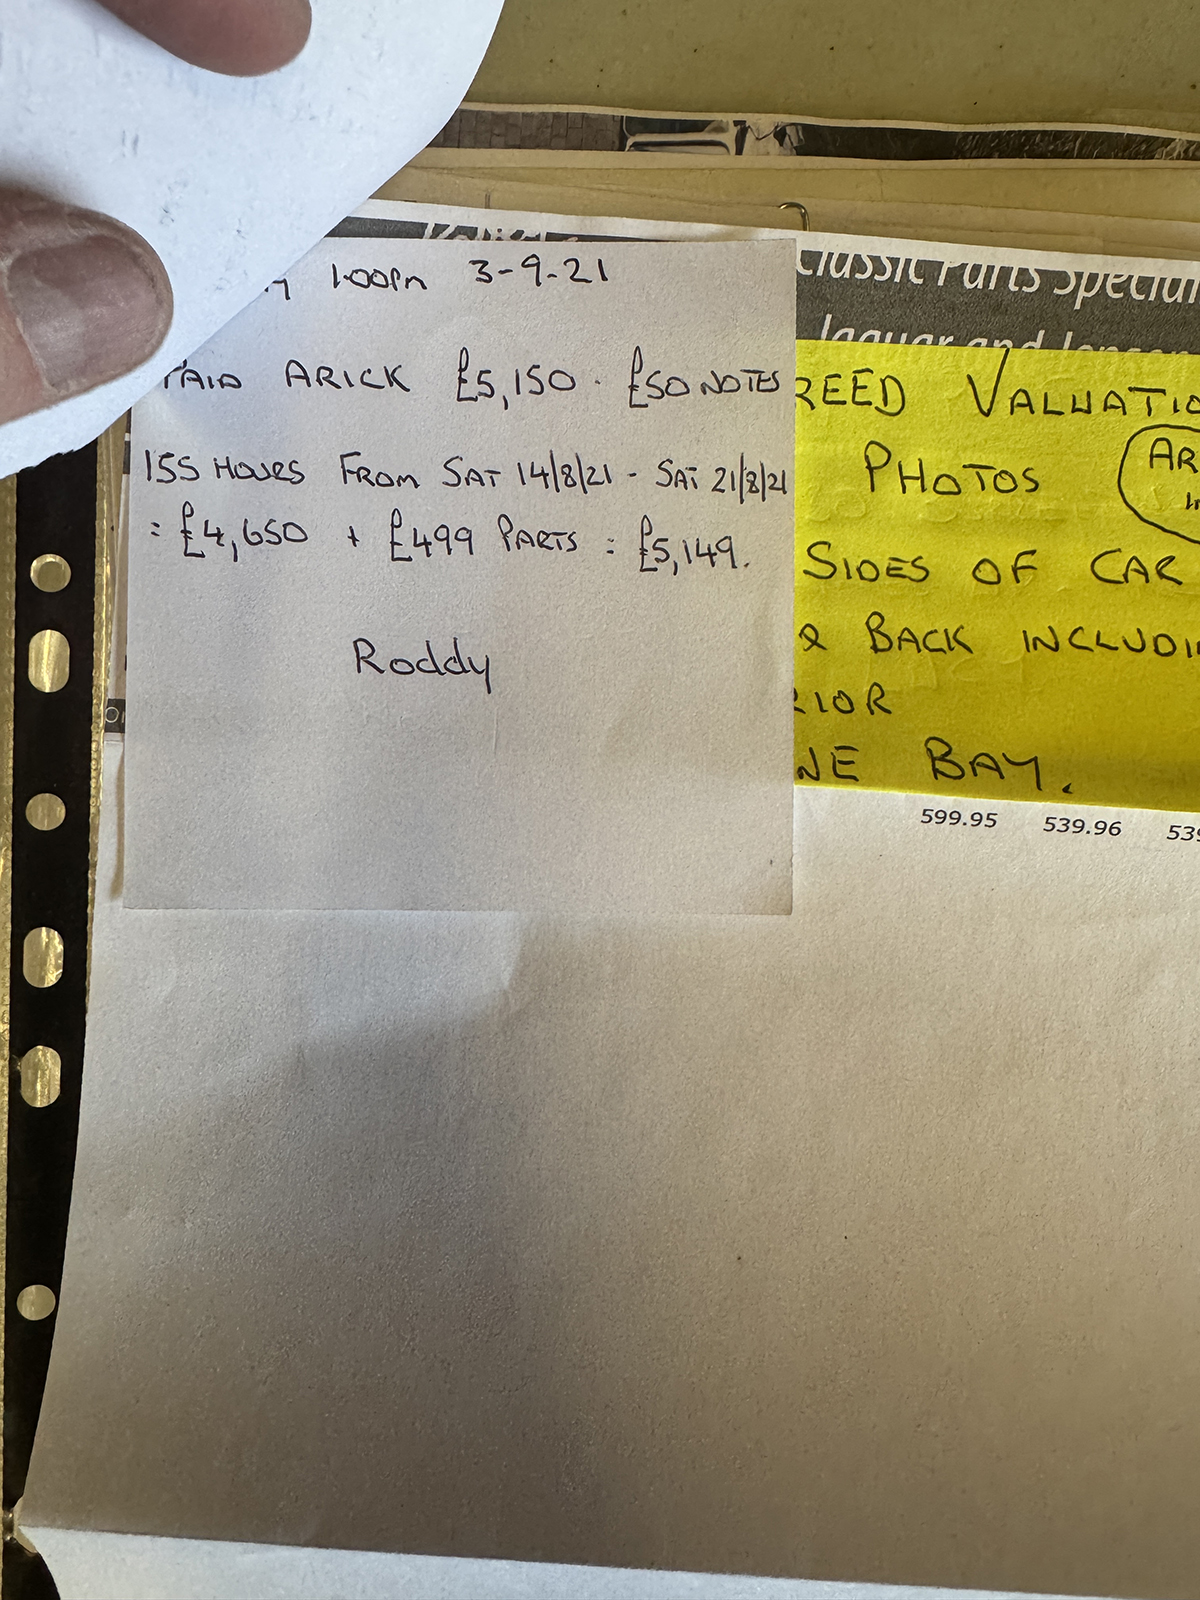 1:00pm 3-9-21
PAID ARICK £5,150. £50 NOTES
155 HOURS FROM SAT 14/8/21 - SAT 21/8/21
= £4,650 + £499 PARTS = £5,149.
Roddy
Classic Parts Special
Jaguar and Jensen
REED VALUATIO
PHOTOS AR
SIDES OF CAR
& BACK INCLUDI
RIOR
NE BAY.
599.95 539.96 539